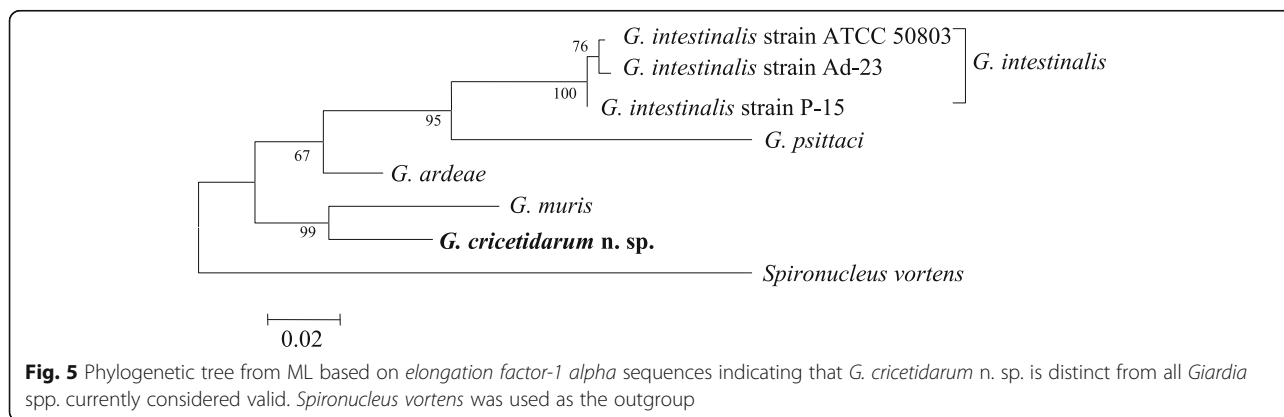 76
G. intestinalis strain ATCC 50803
G. intestinalis
G. intestinalis strain Ad-23
100
G. intestinalis strain P-15
95
G. psittaci
67
G. ardeae
G. muris
99
G. cricetidarum n. sp.
Spironucleus vortens
0.02
Fig. 5 Phylogenetic tree from ML based on elongation factor-1 alpha sequences indicating that G. cricetidarum n. sp. is distinct from all Giardia
spp. currently considered valid. Spironucleus vortens was used as the outgroup